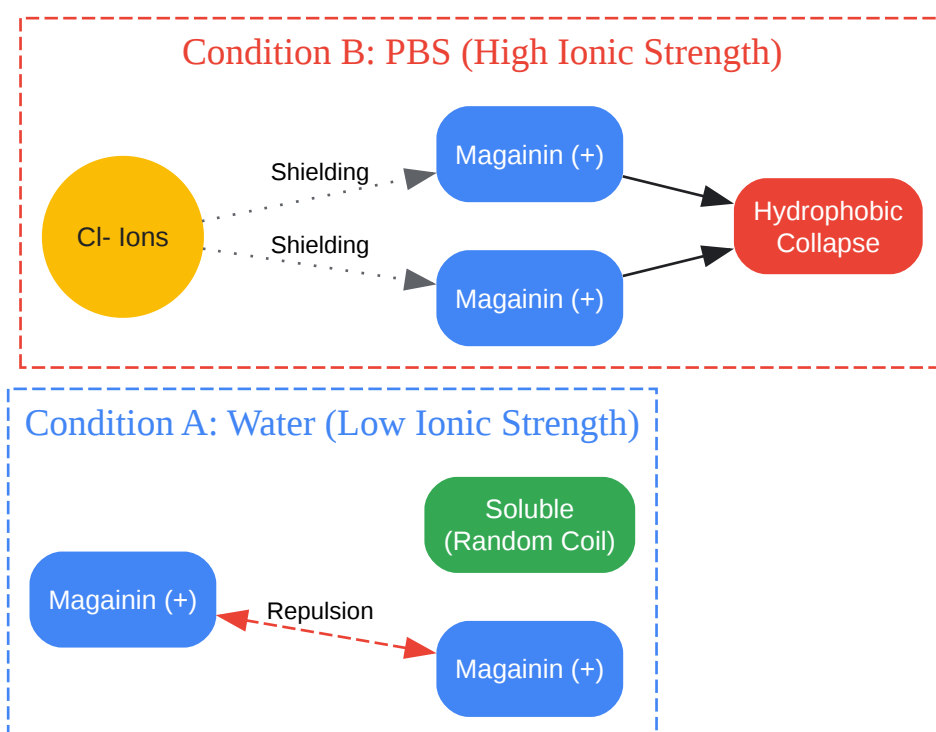 Condition B: PBS (High Ionic Strength)
Shielding
Magainin (+)
Cl- Ions
Hydrophobic
Collapse
Shielding
Magainin (+)
Condition A: Water (Low Ionic Strength)
Soluble
(Random Coil)
Magainin (+)
Repulsion
Magainin (+)